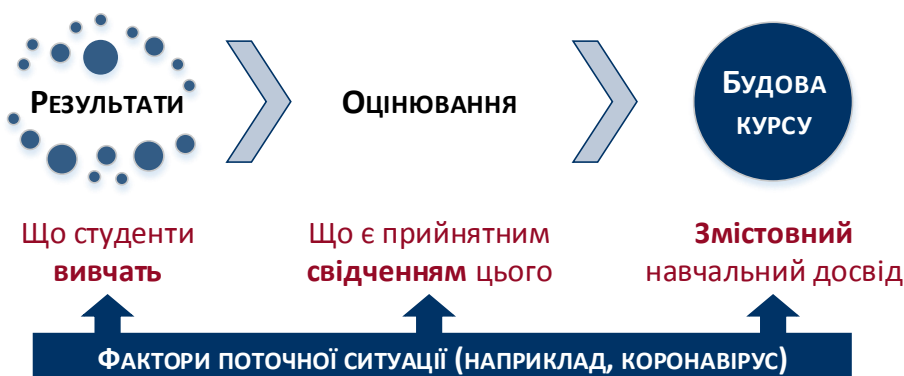 Результати
Оцінювання
Будова
курсу
Що студенти
вивчать
Що є прийнятним
свідченням цього
Змістовний
навчальний досвід
Фактори поточної ситуації (наприклад, коронавірус)